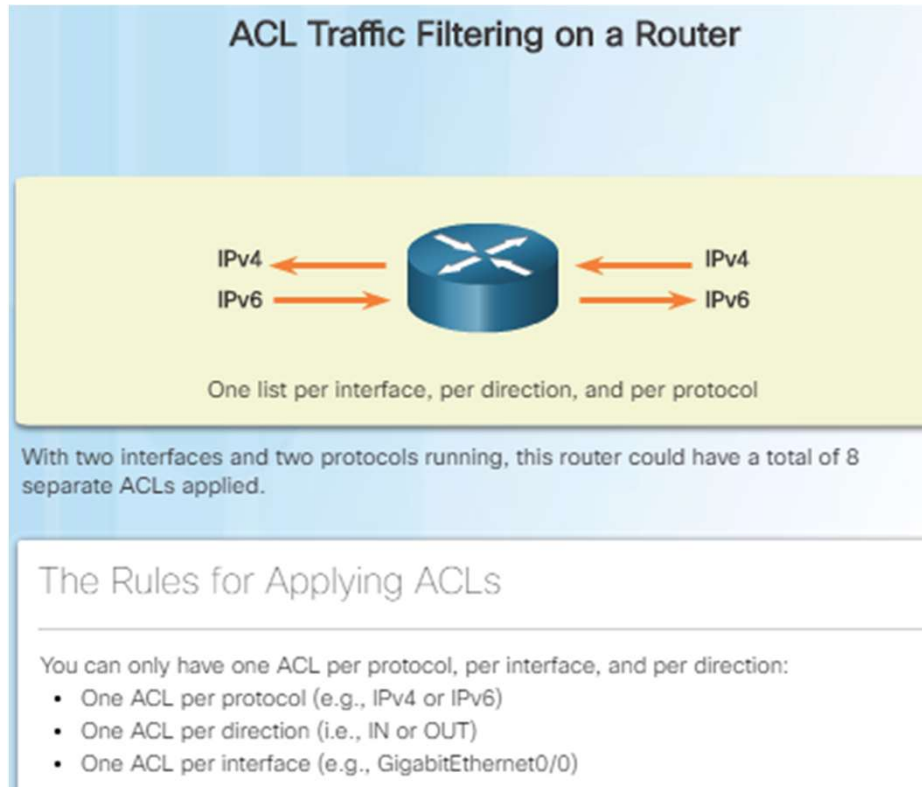 ACL Traffic Filtering on a Router
IPv4 IPv4
IPv6 IPv6
One list per interface, per direction, and per protocol
With two interfaces and two protocols running, this router could have a total of 8
separate ACLs applied.
The Rules for Applying ACLs
You can only have one ACL per protocol, per interface, and per direction:
• One ACL per protocol (e.g., IPv4 or IPv6)
• One ACL per direction (i.e., IN or OUT)
• One ACL per interface (e.g., GigabitEthernet0/0)